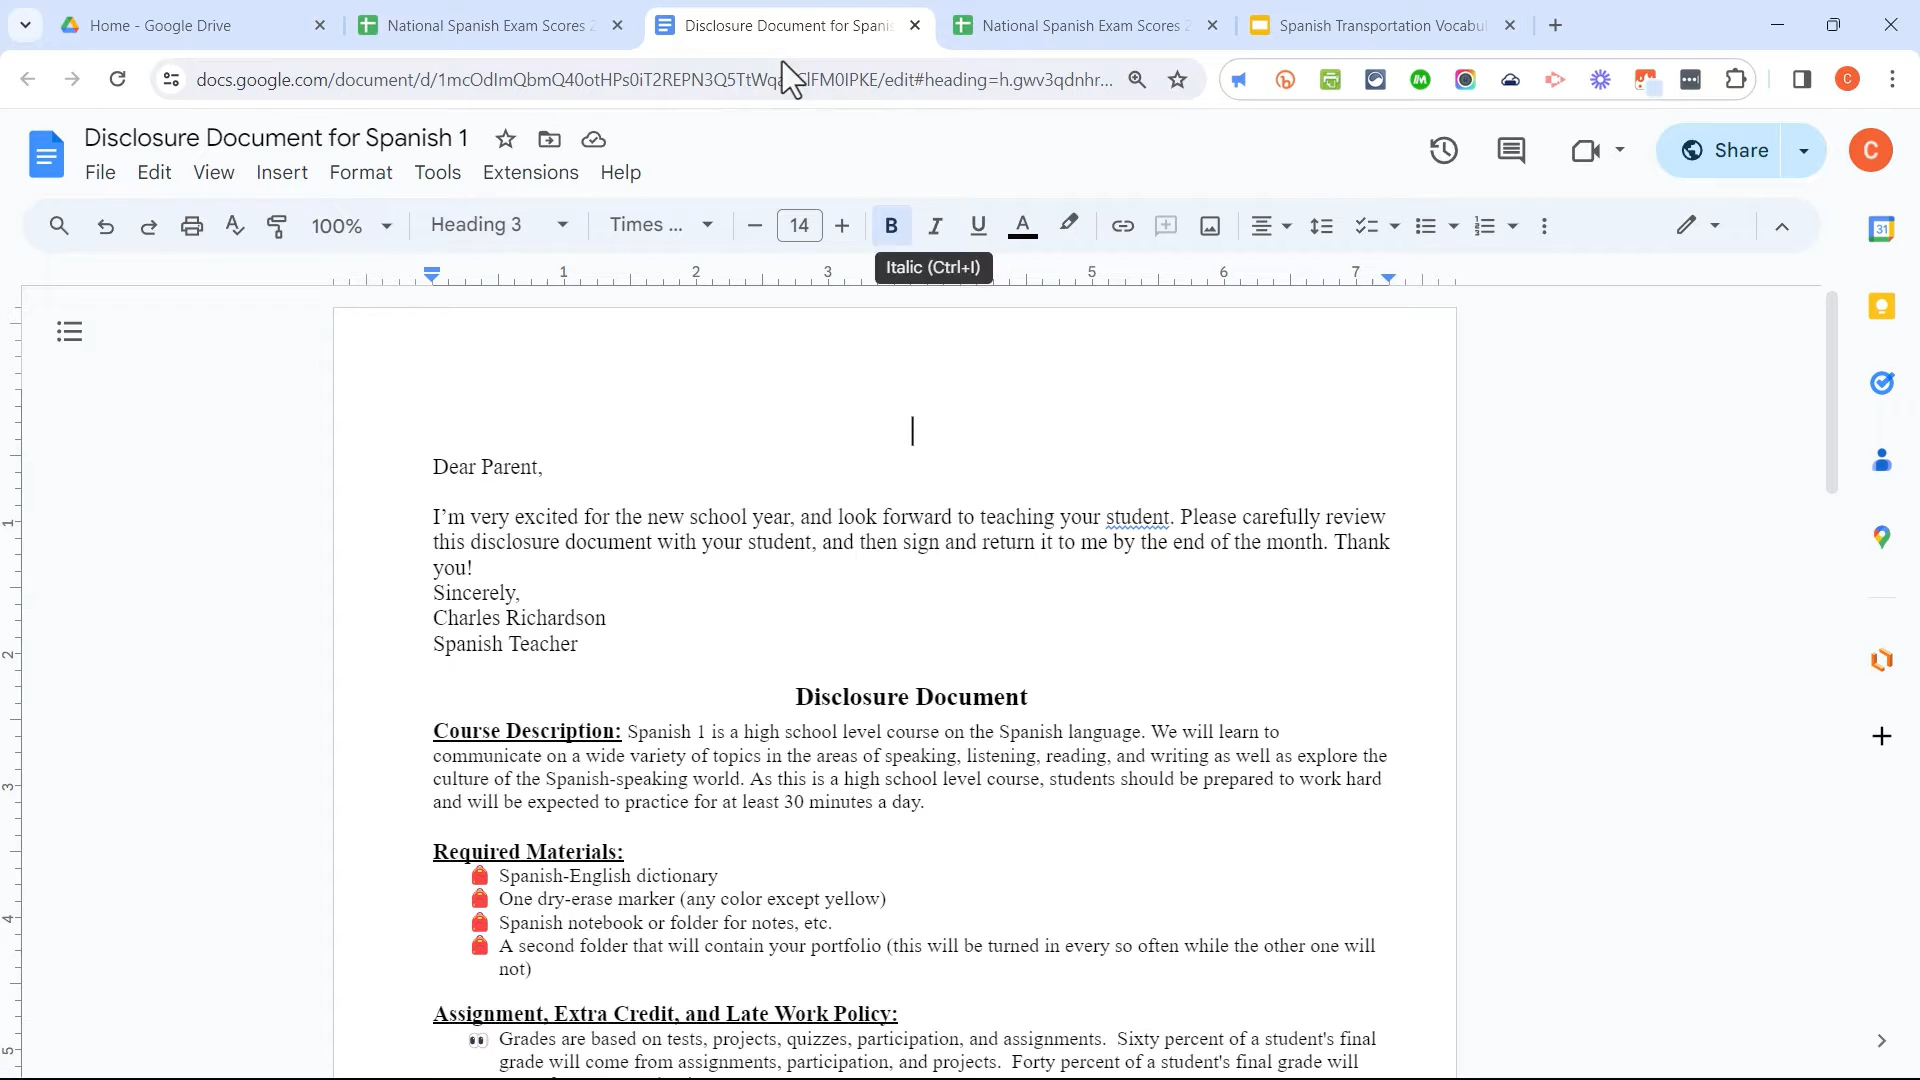 Home - Google Drive
National Spanish Exam Scores 2
Disclosure Document for Spanis
National Spanish Exam Scores 2
Spanish Transportation Vocabul
Disclosure Document for Spanish 1
File Edit View Insert Format Tools Extensions Help
Share
C
100% Heading 3 Times ... 14 B I U A
Italic (Ctrl+I)
1 2 3 5 6 7
Dear Parent,
I'm very excited for the new school year, and look forward to teaching your student. Please carefully review
this disclosure document with your student, and then sign and return it to me by the end of the month. Thank
you!
Sincerely,
Charles Richardson
Spanish Teacher
Disclosure Document
Course Description: Spanish 1 is a high school level course on the Spanish language. We will learn to
communicate on a wide variety of topics in the areas of speaking, listening, reading, and writing as well as explore the
culture of the Spanish-speaking world. As this is a high school level course, students should be prepared to work hard
and will be expected to practice for at least 30 minutes a day.
Required Materials:
Spanish-English dictionary
One dry-erase marker (any color except yellow)
Spanish notebook or folder for notes, etc.
A second folder that will contain your portfolio (this will be turned in every so often while the other one will
not)
Assignment, Extra Credit, and Late Work Policy:
Grades are based on tests, projects, quizzes, participation, and assignments.  Sixty percent of a student's final
grade will come from assignments, participation, and projects.  Forty percent of a student's final grade will